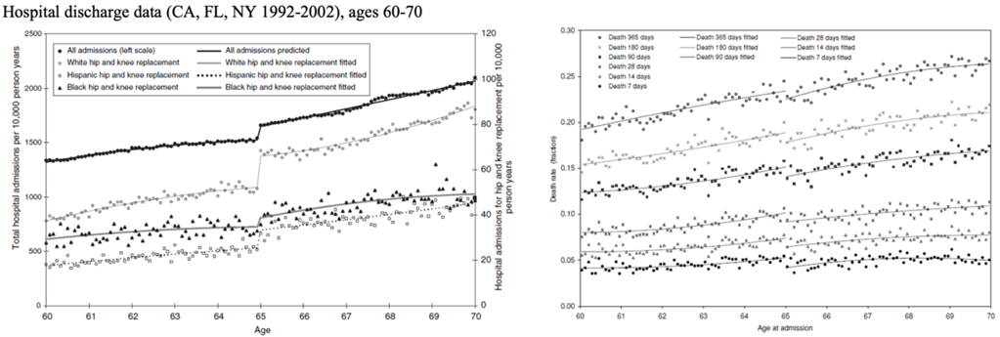 Hospital discharge data (CA, FL, NY 1992-2002), ages 60-70
2500
2000
1500
1000
500
0
Total hospital admissions per 10,000 person years
All admissions (left scale)
All admissions predicted
White hip and knee replacement
White hip and knee replacement fitted
Hispanic hip and knee replacement
Hispanic hip and knee replacement fitted
Black hip and knee replacement
Black hip and knee replacement fitted
120
100
80
60
40
20
0
Hospital admissions for hip and knee replacement per 10,000
person years
60 61 62 63 64 65 66 67 68 69 70
Age
0.30
0.25
0.20
0.15
0.10
0.05
0.00
Death rate (fraction)
Death 365 days
Death 365 days fitted
Death 28 days fitted
Death 180 days
Death 180 days fitted
Death 14 days fitted
Death 90 days
Death 90 days fitted
Death 7 days fitted
Death 28 days
Death 14 days
Death 7 days
60 61 62 63 64 65 66 67 68 69 70
Age at admission